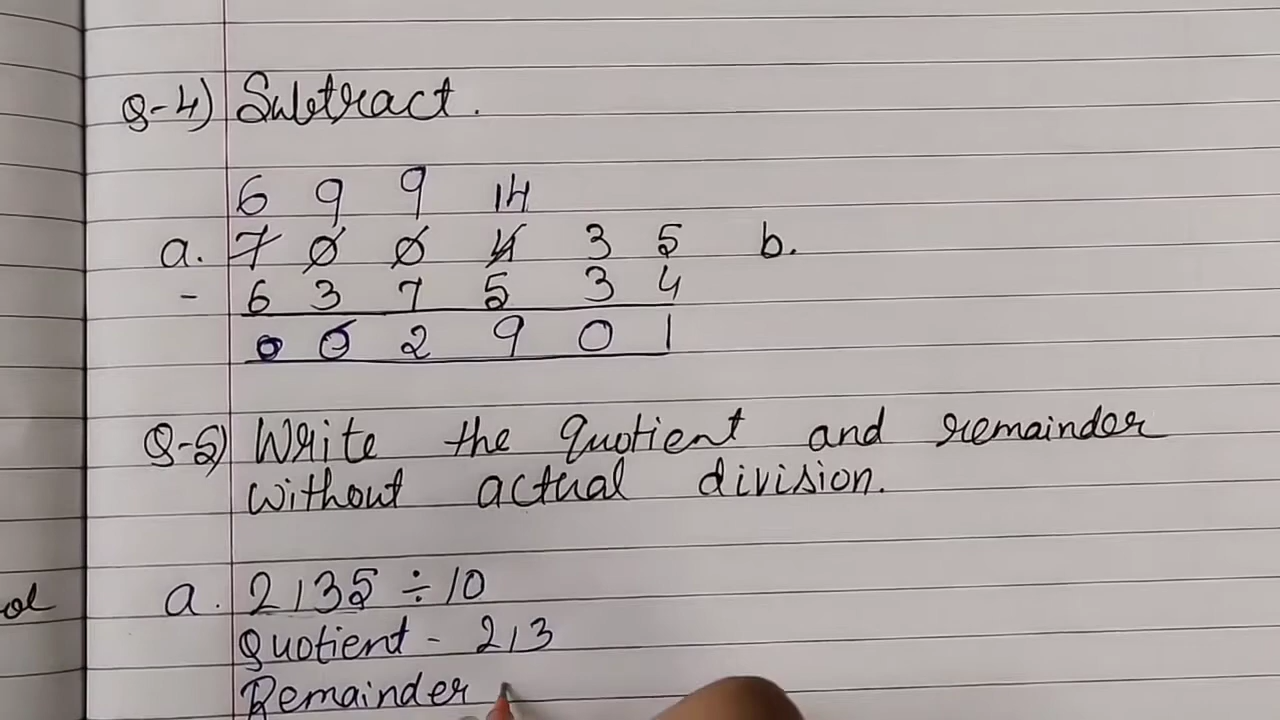 Q-4) Subtract.
6 9 9 14
a. 7 0 0 4 3 5 b.
- 6 3 7 5 3 4
0 0 2 9 0 1
Q-5) Write the Quotient and remainder
without actual division.
a. 2135 ÷ 10
Quotient - 213
Remainder